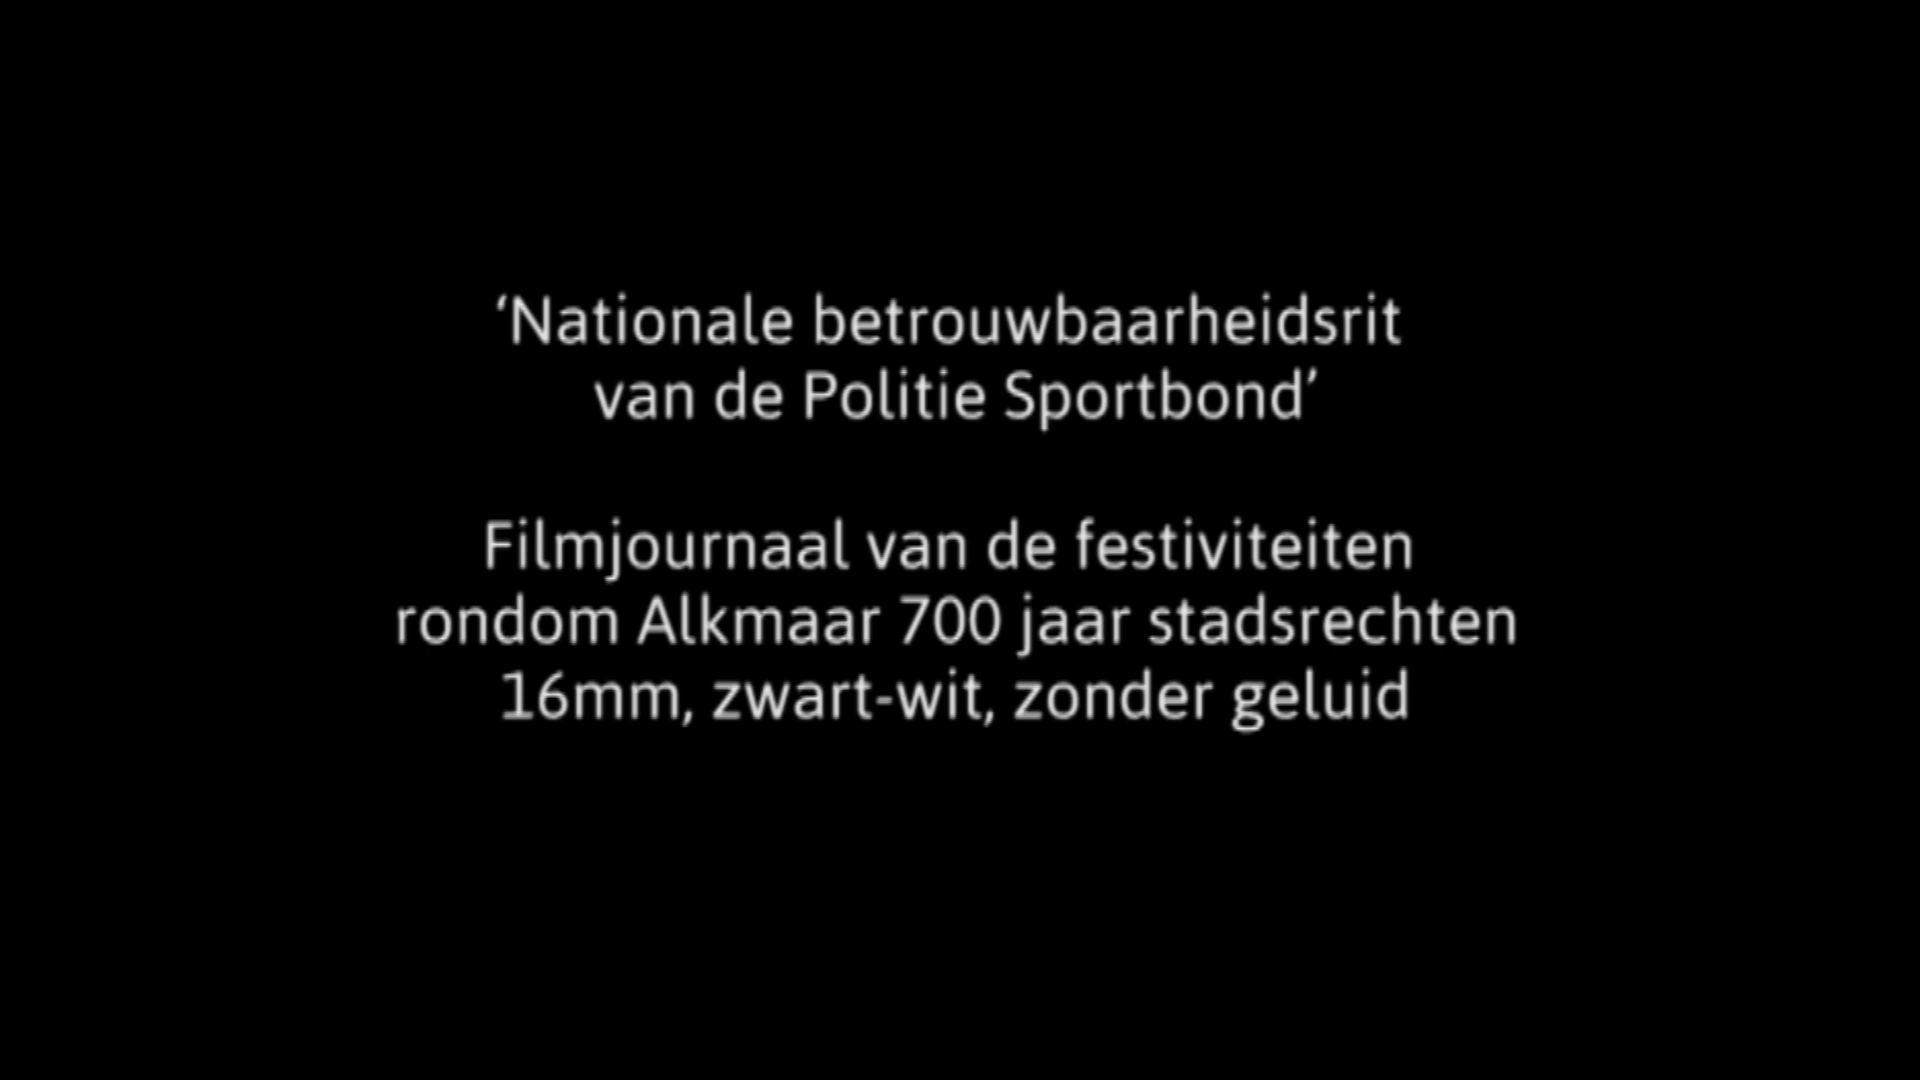 ‘Nationale betrouwbaarheidsrit
van de Politie Sportbond’
Filmjournaal van de festiviteiten
rondom Alkmaar 700 jaar stadsrechten
16mm, zwart-wit, zonder geluid